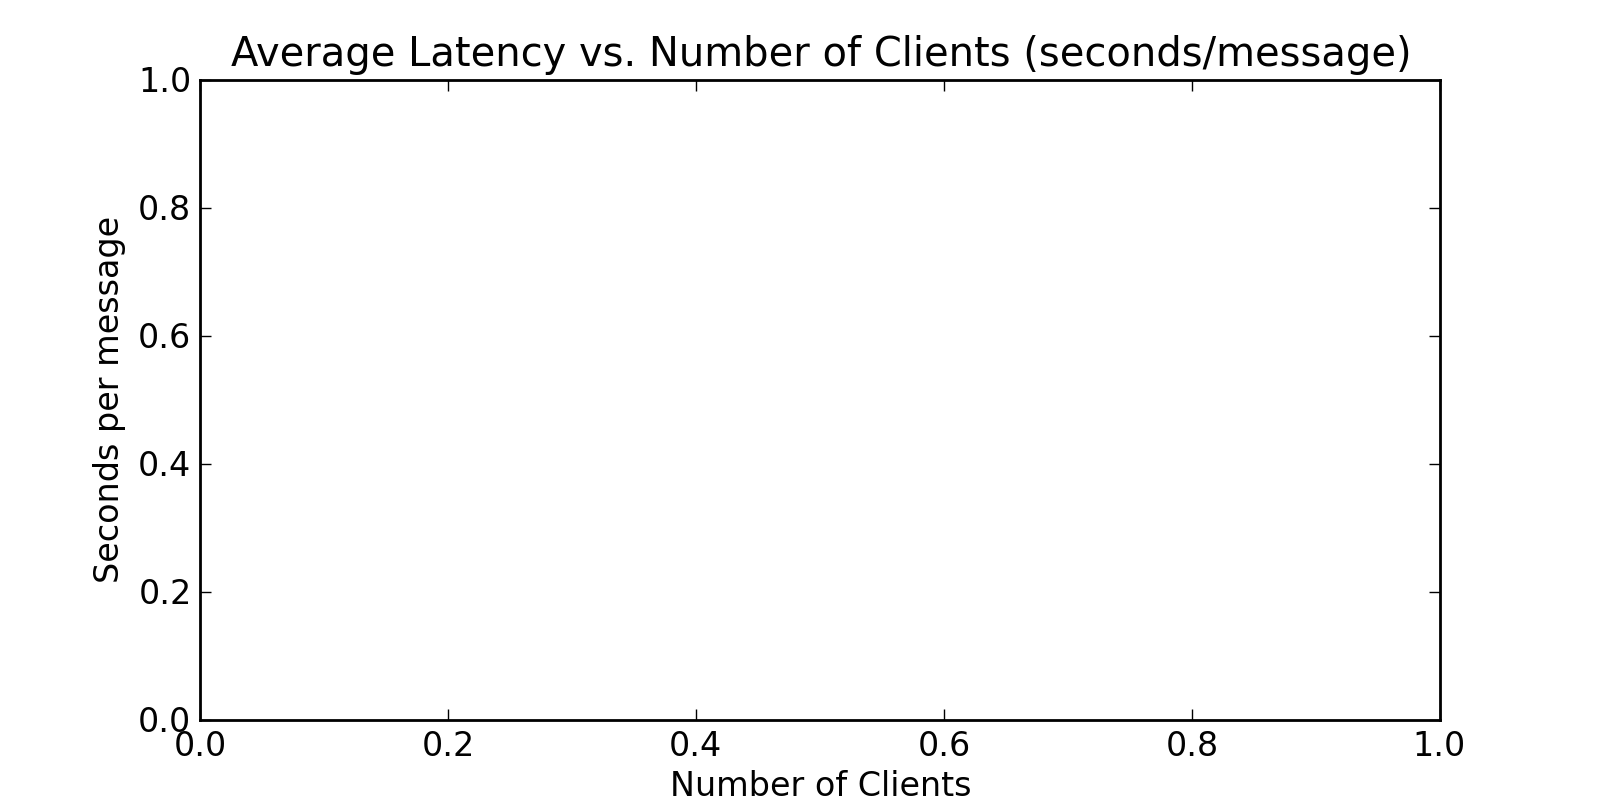 Average Latency vs. Number of Clients (seconds/message)
1.0
0.8
0.6
0.4
0.2
0.0
Seconds per message
0.0 0.2 0.4 0.6 0.8 1.0
Number of Clients